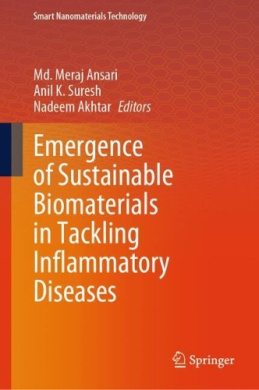 Smart Nanomaterials Technology
Md. Meraj Ansari
Anil K. Suresh
Nadeem Akhtar Editors
Emergence
of Sustainable
Biomaterials
in Tackling
Inflammatory
Diseases
Springer